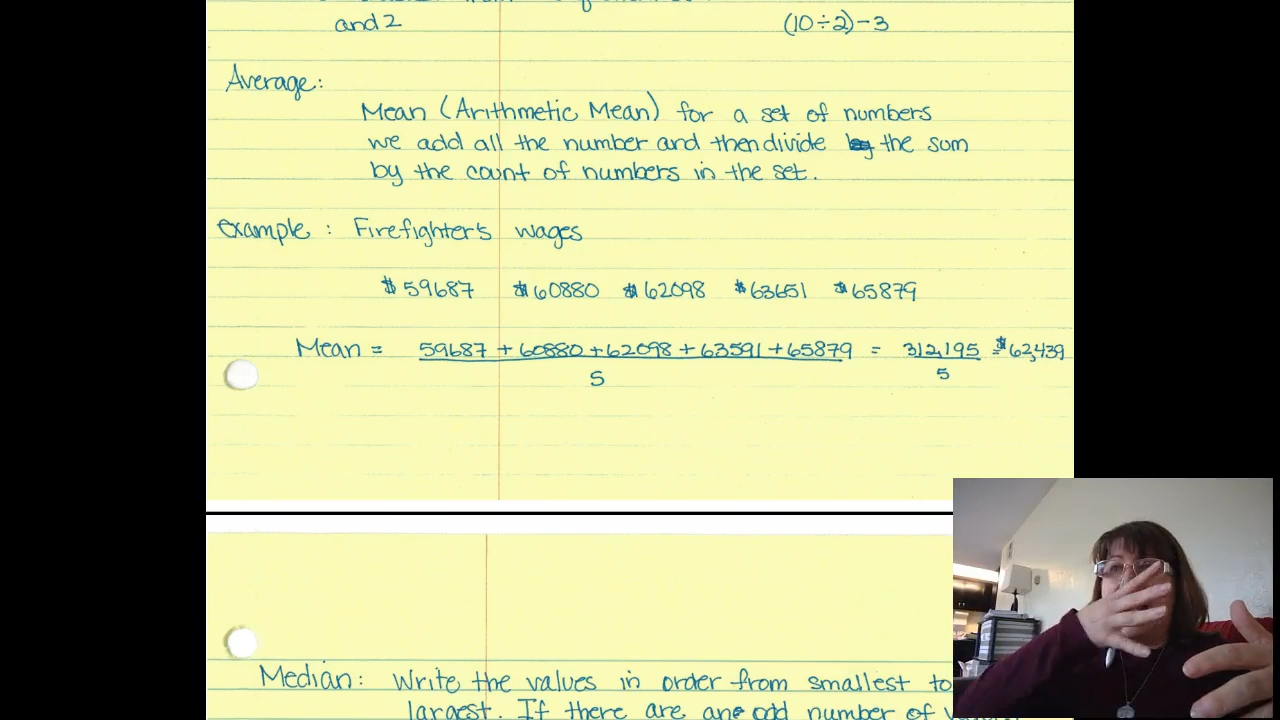 and 2
(10÷2)-3
Average:
Mean (Arithmetic Mean) for a set of numbers
we add all the number and then divide the sum
by the count of numbers in the set.
Example: Firefighter's wages
$59687 $60880 $62098 $63651 $65879
Mean = 59687 + 60880 + 62098 + 63591 + 65879 = 312,195 = $62,439
5 5
Median: Write the values in order from smallest to
largest. If there are an odd number of